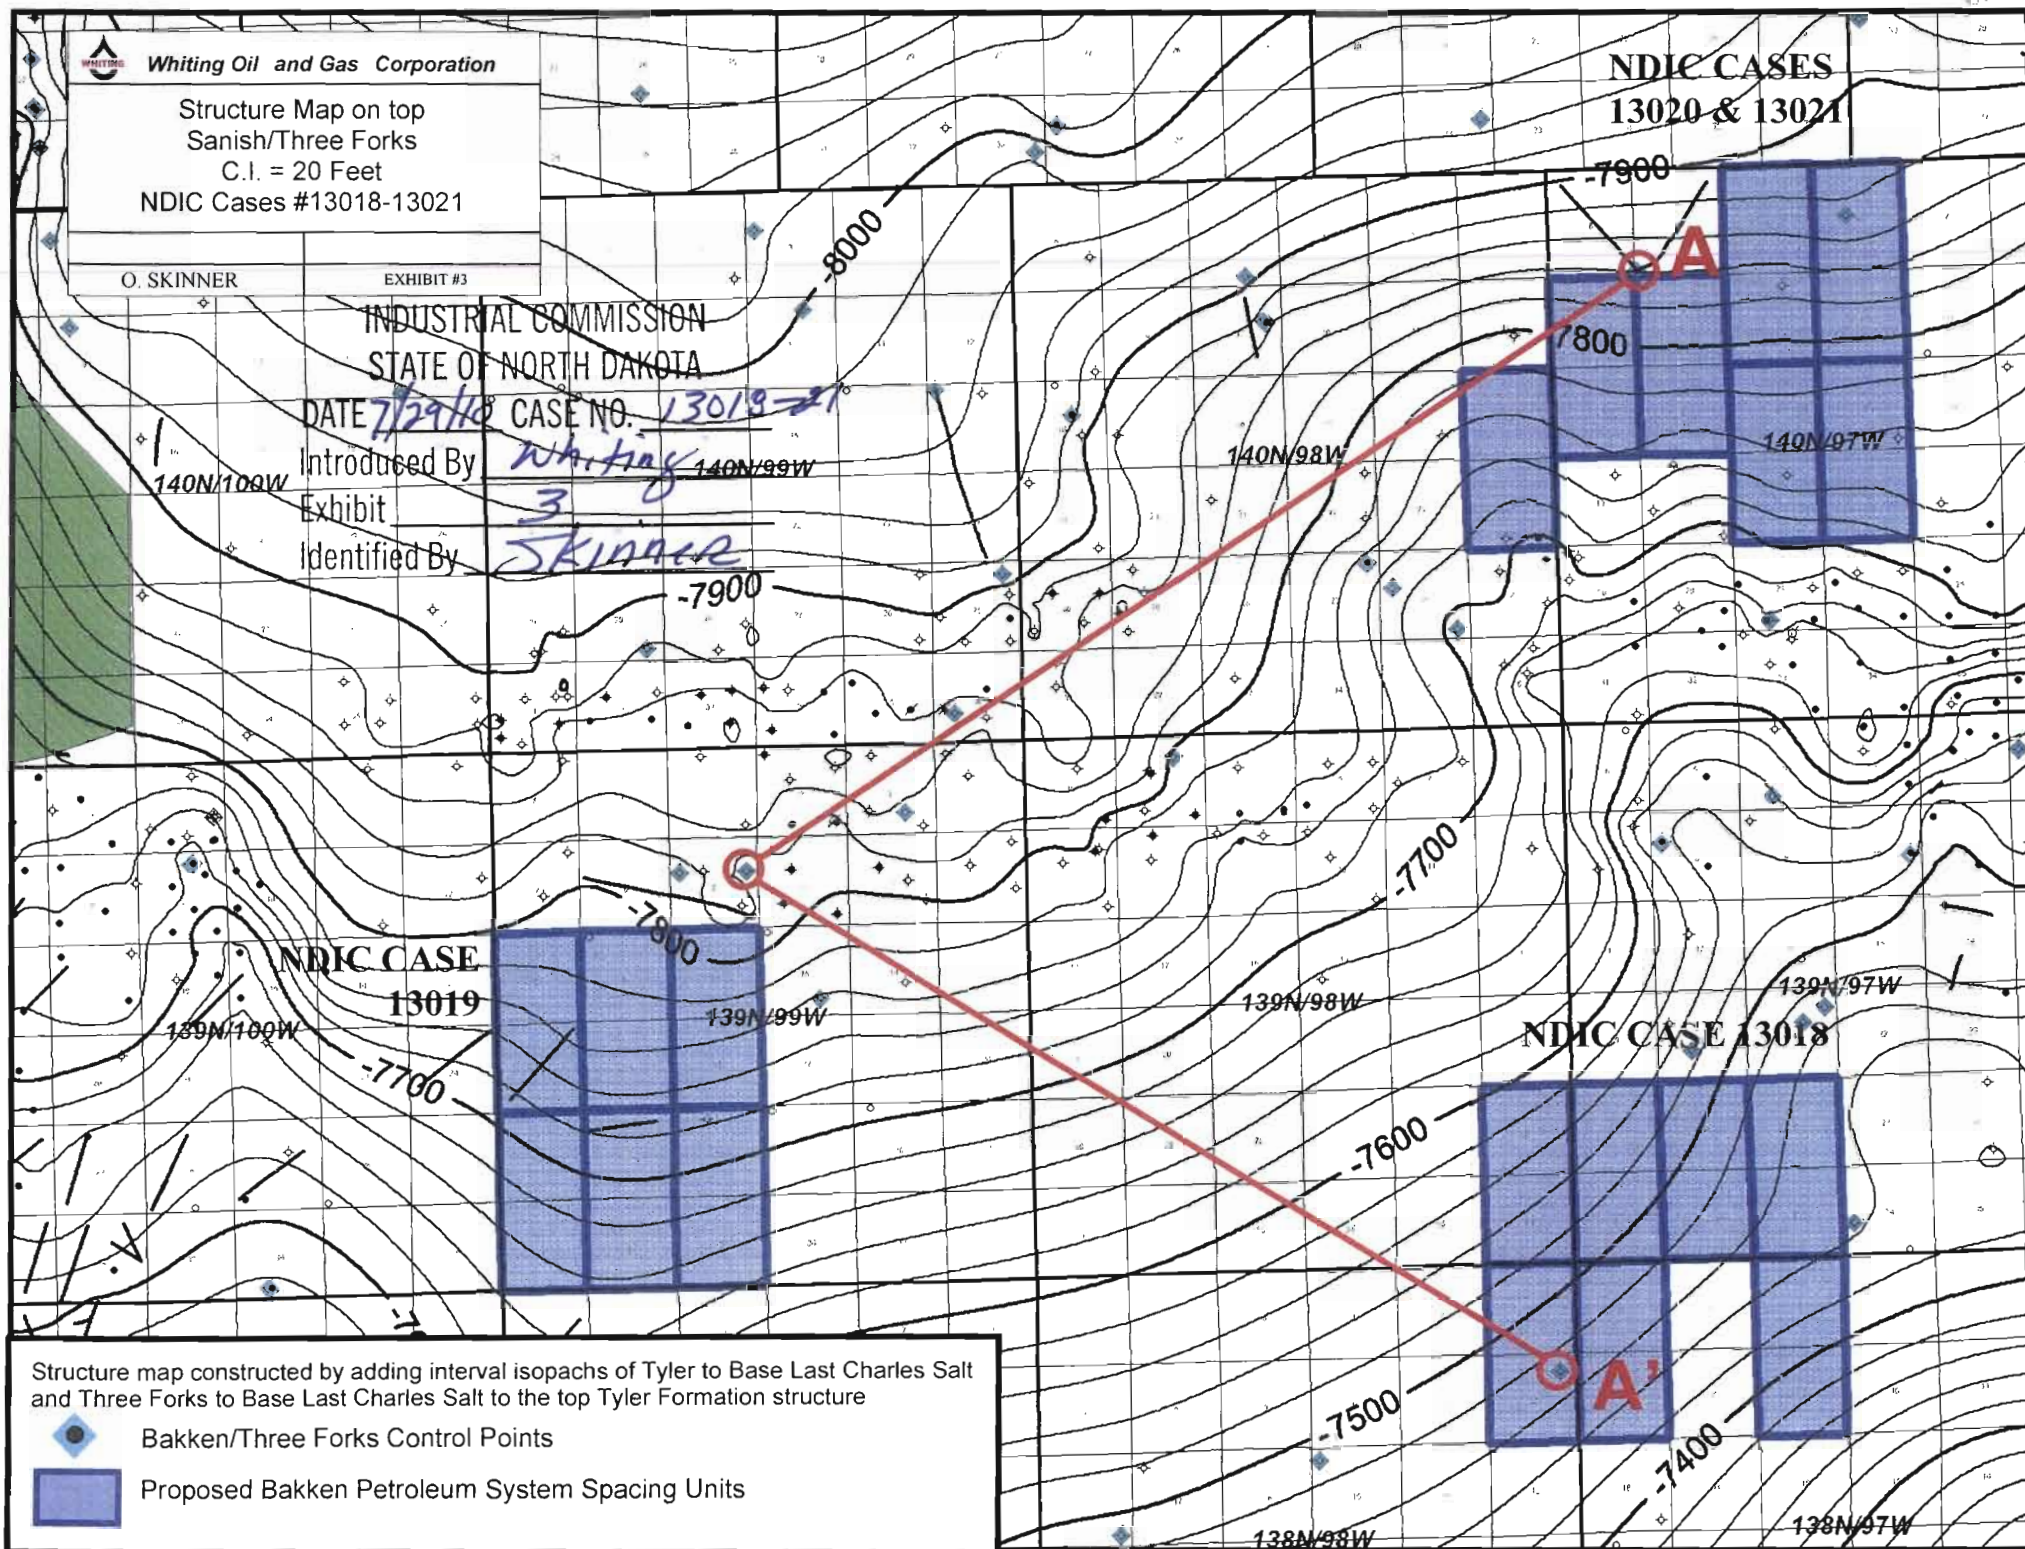 WHITING
Whiting Oil and Gas Corporation
Structure Map on top
Sanish/Three Forks
C.I. = 20 Feet
NDIC Cases #13018-13021
O. SKINNER
EXHIBIT #3
INDUSTRIAL COMMISSION
STATE OF NORTH DAKOTA
DATE 7/29/10 CASE NO. 13018-21
Introduced By Whiting
Exhibit 3
Identified By Skinner
NDIC CASES
13020 & 13021
-7900
A
-8000
7800
140N/100W
140N/99W
140N/98W
140N/97W
-7900
-7700
-7800
NDIC CASE
13019
139N/100W
139N/99W
139N/98W
139N/97W
NDIC CASE 13018
-7700
-7600
A'
-7500
-7400
138N/98W
138N/97W
Structure map constructed by adding interval isopachs of Tyler to Base Last Charles Salt
and Three Forks to Base Last Charles Salt to the top Tyler Formation structure
Bakken/Three Forks Control Points
Proposed Bakken Petroleum System Spacing Units